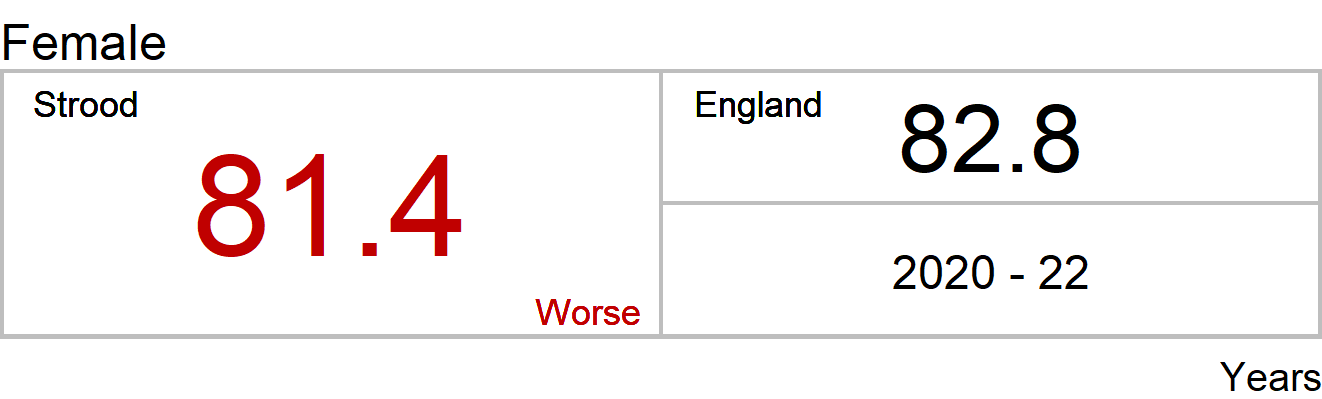 Female
Strood
81.4
Worse
England
82.8
2020 - 22
Years